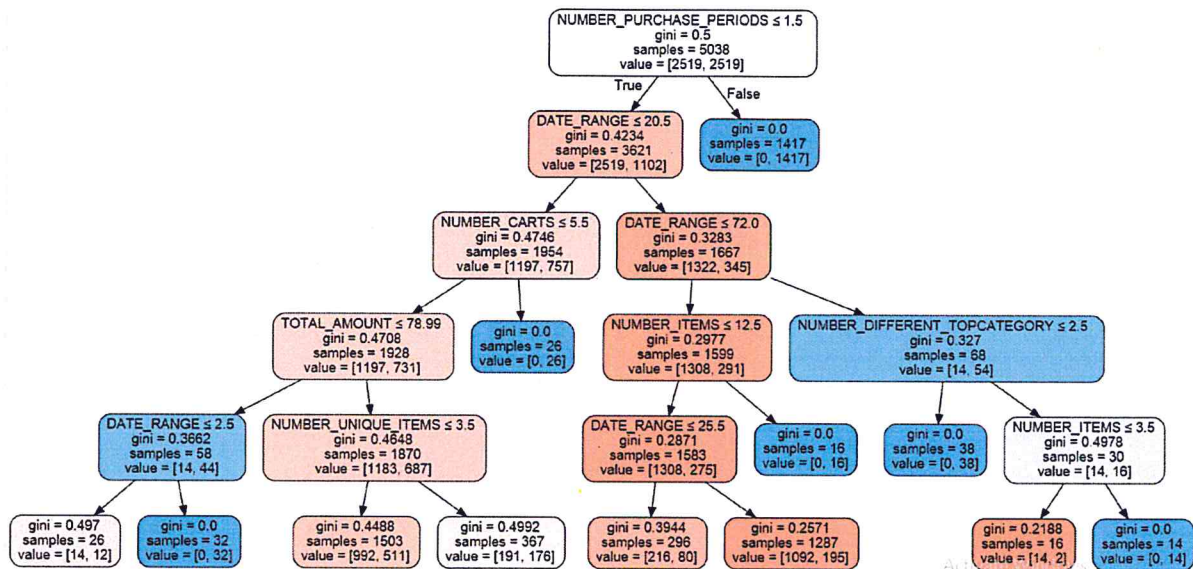 NUMBER_PURCHASE_PERIODS ≤ 1.5
gini = 0.5
samples = 5038
value = [2519, 2519]
True
False
DATE_RANGE ≤ 20.5
gini = 0.4234
samples = 3621
value = [2519, 1102]
gini = 0.0
samples = 1417
value = [0, 1417]
NUMBER_CARTS ≤ 5.5
gini = 0.4746
samples = 1954
value = [1197, 757]
DATE_RANGE ≤ 72.0
gini = 0.3283
samples = 1667
value = [1322, 345]
TOTAL_AMOUNT ≤ 78.99
gini = 0.4708
samples = 1928
value = [1197, 731]
gini = 0.0
samples = 26
value = [0, 26]
NUMBER_ITEMS ≤ 12.5
gini = 0.2977
samples = 1599
value = [1308, 291]
NUMBER_DIFFERENT_TOPCATEGORY ≤ 2.5
gini = 0.327
samples = 68
value = [14, 54]
DATE_RANGE ≤ 2.5
gini = 0.3662
samples = 58
value = [14, 44]
NUMBER_UNIQUE_ITEMS ≤ 3.5
gini = 0.4648
samples = 1870
value = [1183, 687]
DATE_RANGE ≤ 25.5
gini = 0.2871
samples = 1583
value = [1308, 275]
gini = 0.0
samples = 16
value = [0, 16]
gini = 0.0
samples = 38
value = [0, 38]
NUMBER_ITEMS ≤ 3.5
gini = 0.4978
samples = 30
value = [14, 16]
gini = 0.497
samples = 26
value = [14, 12]
gini = 0.0
samples = 32
value = [0, 32]
gini = 0.4488
samples = 1503
value = [992, 511]
gini = 0.4992
samples = 367
value = [191, 176]
gini = 0.3944
samples = 296
value = [216, 80]
gini = 0.2571
samples = 1287
value = [1092, 195]
gini = 0.2188
samples = 16
value = [14, 2]
gini = 0.0
samples = 14
value = [0, 14]